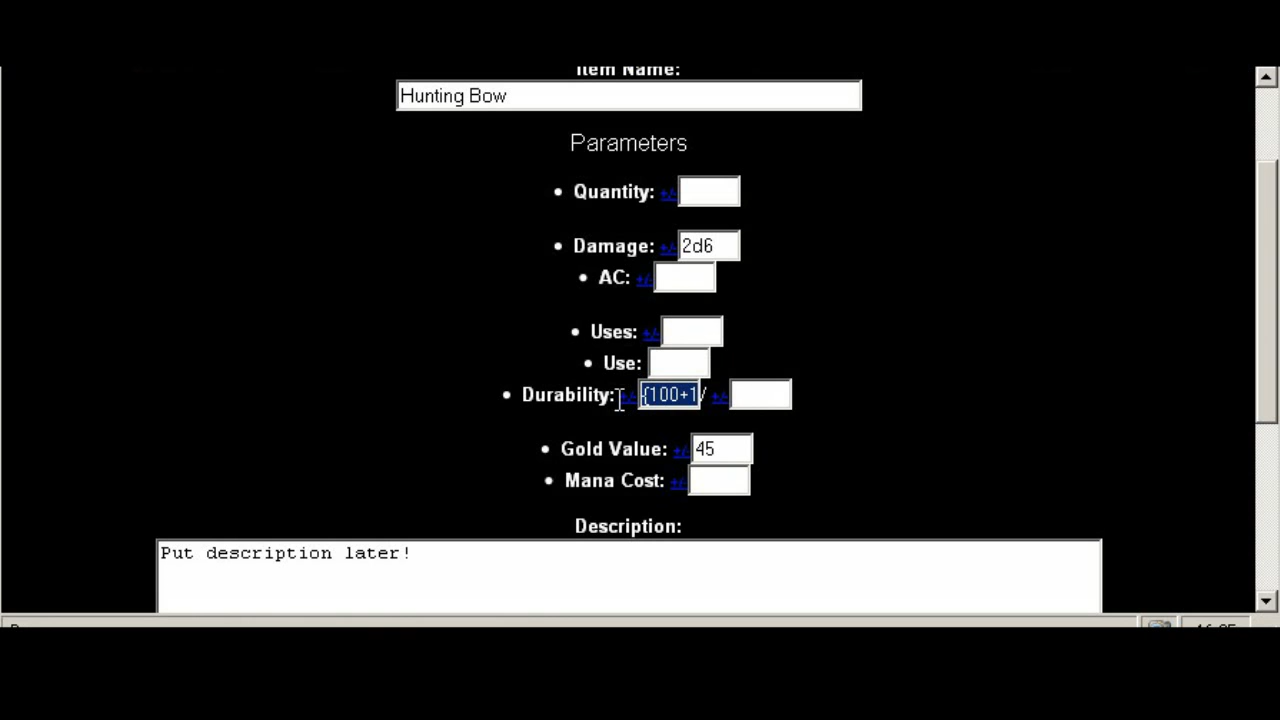 Item Name:
Hunting Bow
Parameters
• Quantity: +/-
• Damage: +/- 2d6
• AC: +/-
• Uses: +/-
• Use:
• Durability: +/- {100+1 / +/-
• Gold Value: +/- 45
• Mana Cost: +/-
Description:
Put description later!